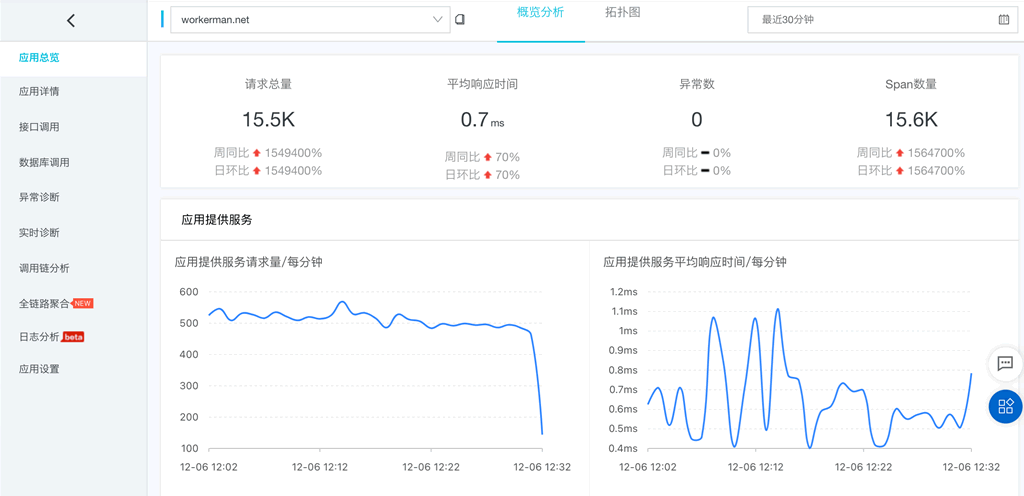 workerman.net
概览分析
拓扑图
最近30分钟
应用总览
应用详情
接口调用
数据库调用
异常诊断
实时诊断
调用链分析
全链路聚合 NEW
日志分析 beta
应用设置
请求总量
15.5K
周同比 1549400%
日环比 1549400%
平均响应时间
0.7 ms
周同比 70%
日环比 70%
异常数
0
周同比 0%
日环比 0%
Span数量
15.6K
周同比 1564700%
日环比 1564700%
应用提供服务
应用提供服务请求量/每分钟
600
500
400
300
200
100
12-06 12:02 12-06 12:12 12-06 12:22 12-06 12:32
应用提供服务平均响应时间/每分钟
1.2ms
1.1ms
1ms
0.9ms
0.8ms
0.7ms
0.6ms
0.5ms
0.4ms
12-06 12:02 12-06 12:12 12-06 12:22 12-06 12:32